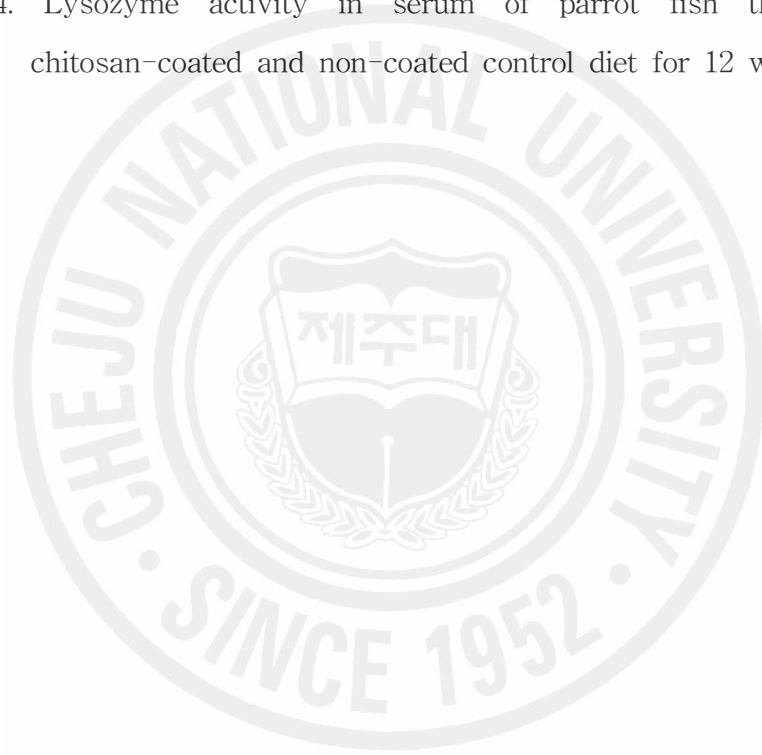 4. Lysozyme activity in serum of parrot fish
chitosan-coated and non-coated control diet for 12
CHEJU NATIONAL UNIVERSITY
제주대
· SINCE 1952 ·